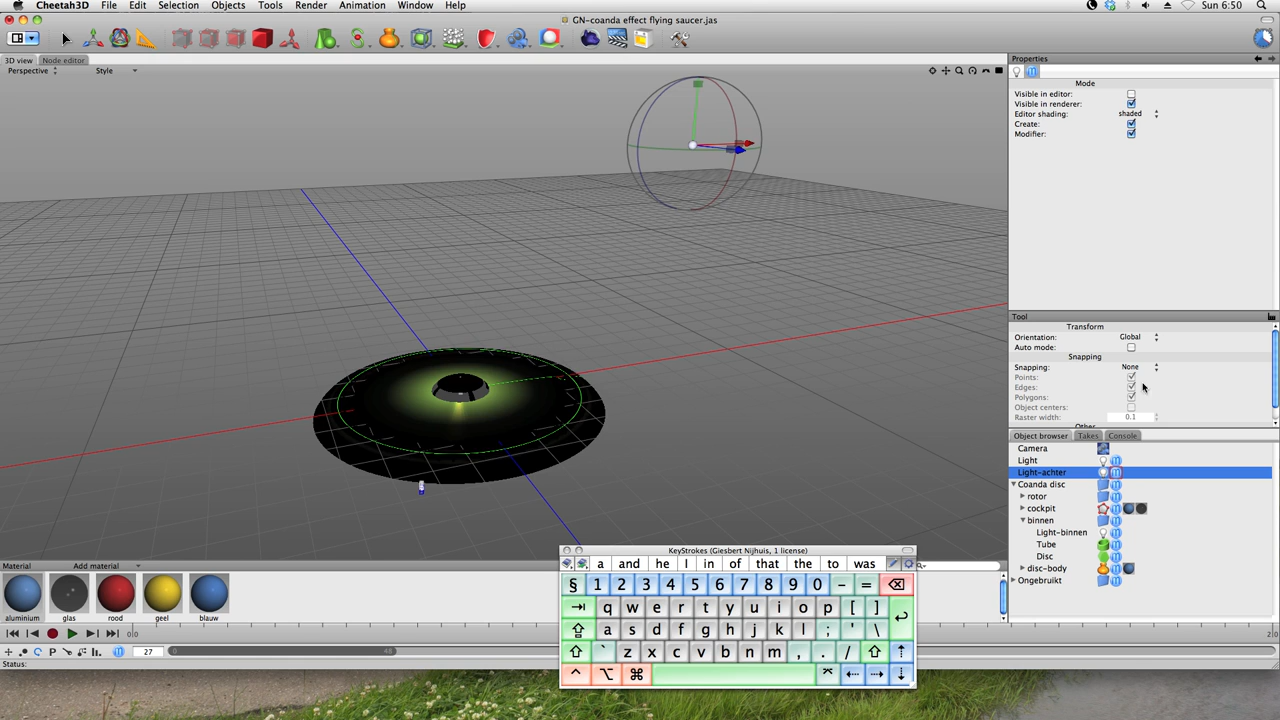 Cheetah3D File Edit Selection Objects Tools Render Animation Window Help Sun 6:50
GN-coanda effect flying saucer.jas
3D view Node editor
Perspective Style
Properties
Mode
Visible in editor:
Visible in renderer:
Editor shading: shaded
Create:
Modifier:
Tool
Transform
Orientation: Global
Auto mode:
Snapping
Snapping: None
Points:
Edges:
Polygons:
Object centers:
Raster width: 0.1
Object browser Takes Console
Camera
Light
Light-achter
Coanda disc
rotor
cockpit
binnen
Light-binnen
Tube
Disc
disc-body
Ongebruikt
Material Add material
aluminium glas rood geel blauw
27
48
Status:
KeyStrokes (Giesbert Nijhuis, 1 license)
a and he I in of that the to was
§ 1 2 3 4 5 6 7 8 9 0 - =
q w e r t y u i o p [ ]
a s d f g h j k l ; ' \
` z x c v b n m , . /